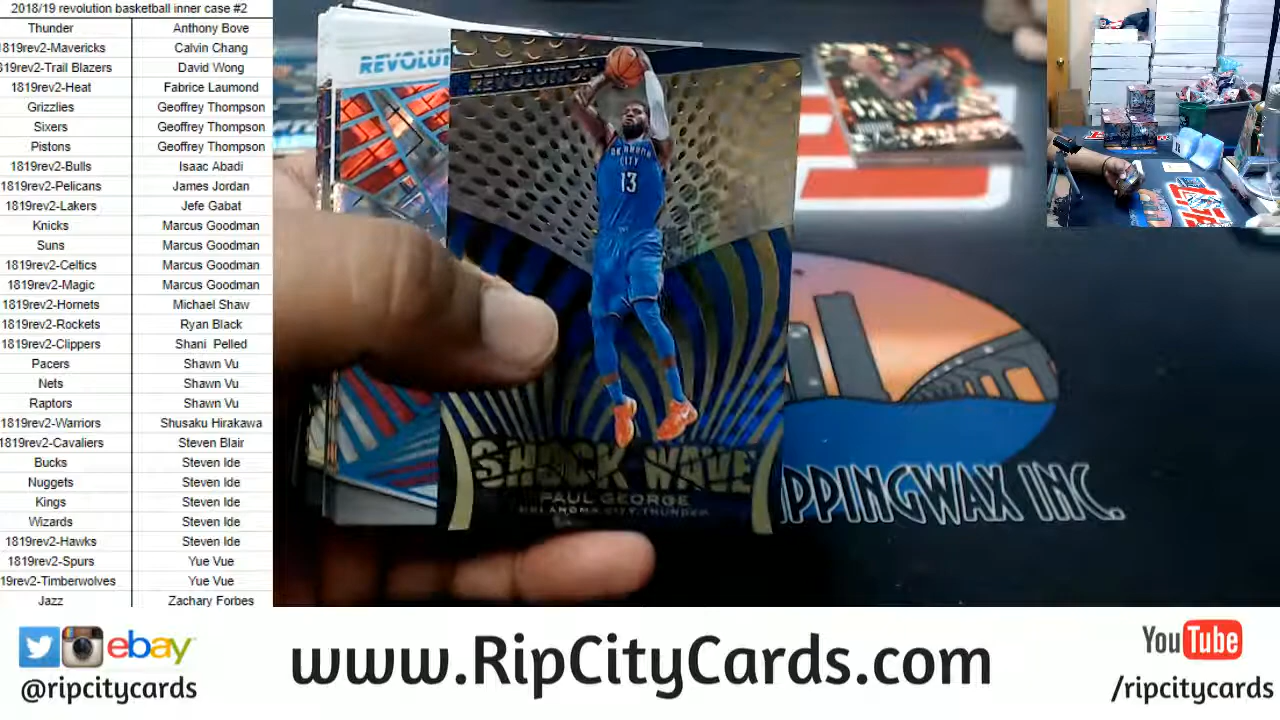 2018/19 revolution basketball inner case #2
Thunder Anthony Bove
1819rev2-Mavericks Calvin Chang
19rev2-Trail Blazers David Wong
1819rev2-Heat Fabrice Laumond
Grizzlies Geoffrey Thompson
Sixers Geoffrey Thompson
Pistons Geoffrey Thompson
1819rev2-Bulls Isaac Abadi
1819rev2-Pelicans James Jordan
1819rev2-Lakers Jefe Gabat
Knicks Marcus Goodman
Suns Marcus Goodman
1819rev2-Celtics Marcus Goodman
1819rev2-Magic Marcus Goodman
1819rev2-Hornets Michael Shaw
1819rev2-Rockets Ryan Black
1819rev2-Clippers Shani Pelled
Pacers Shawn Vu
Nets Shawn Vu
Raptors Shawn Vu
1819rev2-Warriors Shusaku Hirakawa
1819rev2-Cavaliers Steven Blair
Bucks Steven Ide
Nuggets Steven Ide
Kings Steven Ide
Wizards Steven Ide
1819rev2-Hawks Steven Ide
1819rev2-Spurs Yue Vue
19rev2-Timberwolves Yue Vue
Jazz Zachary Forbes
REVOLUT
REVOLUTION
13
SHOCK WAVE
PAUL GEORGE
OKLAHOMA CITY THUNDER
PPINGWAX INC.
ebay
@ripcitycards
www.RipCityCards.com
YouTube
/ripcitycards